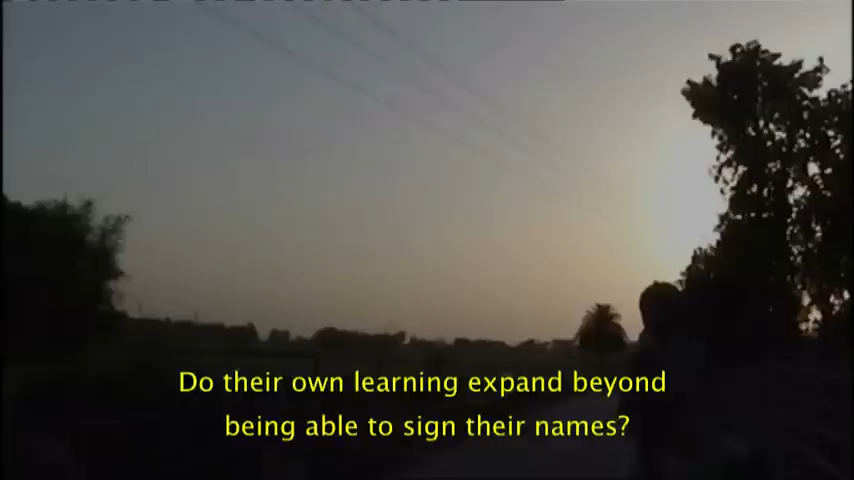 Do their own learning expand beyond
being able to sign their names?